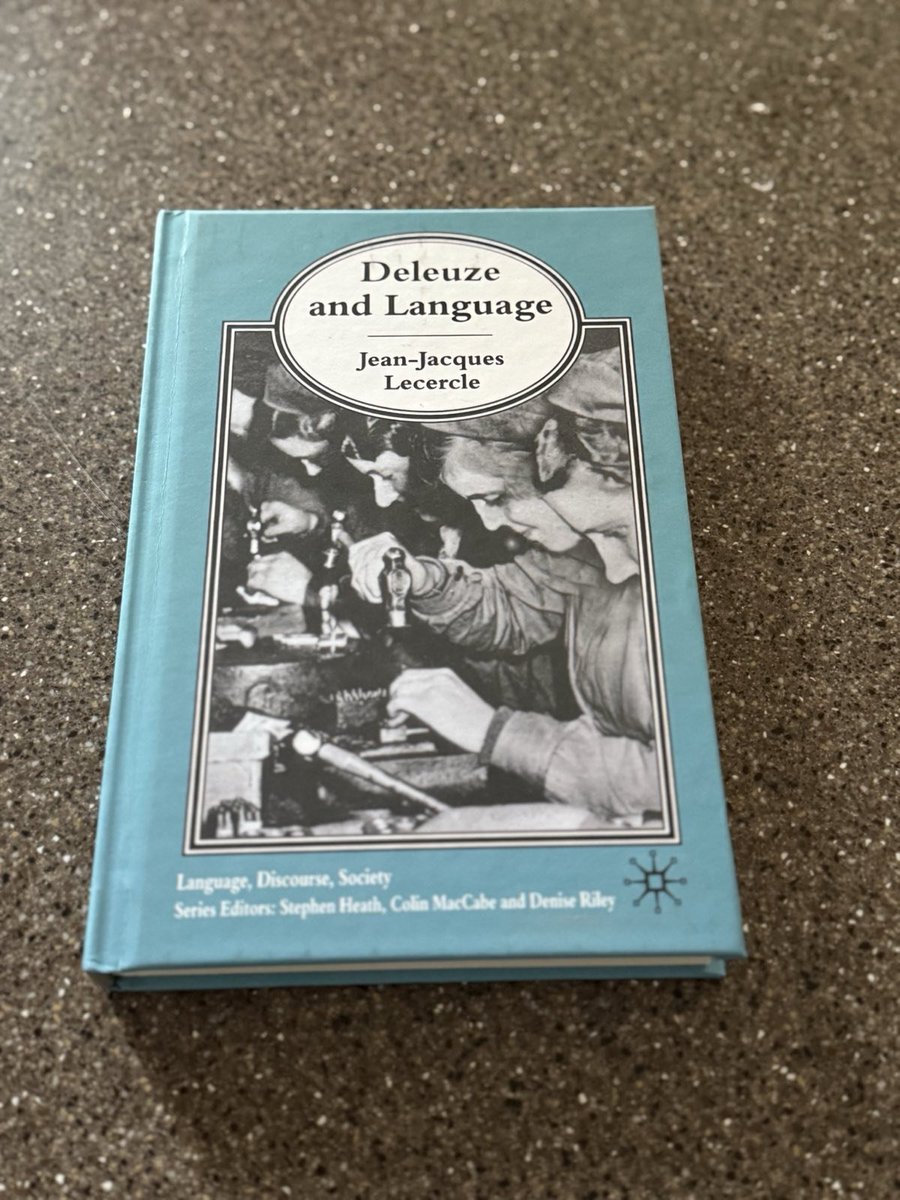 Deleuze
and Language
Jean-Jacques
Lecercle
Language, Discourse, Society
Series Editors: Stephen Heath, Colin MacCabe and Denise Riley